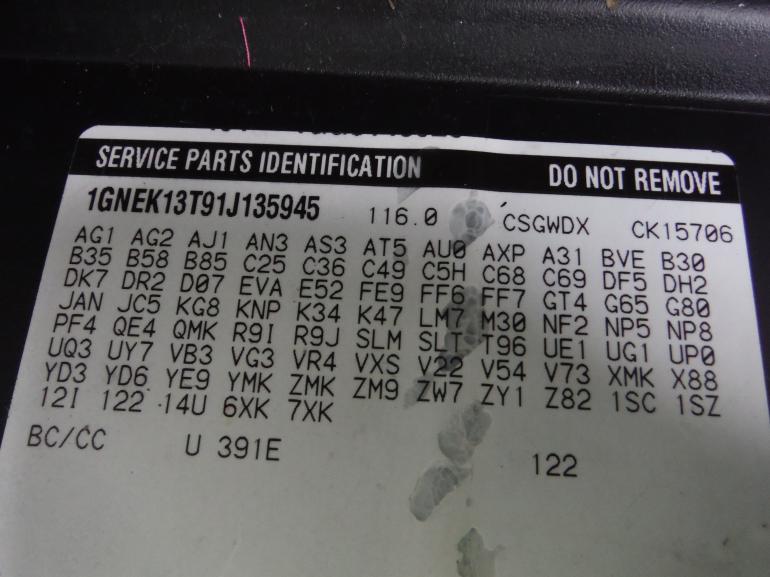 SERVICE PARTS IDENTIFICATION DO NOT REMOVE
1GNEK13T91J135945 116.0 CSGWDX CK15706
AG1 AG2 AJ1 AN3 AS3 AT5 AU0 AXP A31 BVE B30
B35 B58 B85 C25 C36 C49 C5H C68 C69 DF5 DH2
DK7 DR2 D07 EVA E52 FE9 FF6 FF7 GT4 G65 G80
JAN JC5 KG8 KNP K34 K47 LM7 M30 NF2 NP5 NP8
PF4 QE4 QMK R9I R9J SLM SLT T96 UE1 UG1 UP0
UQ3 UY7 VB3 VG3 VR4 VXS V22 V54 V73 XMK X88
YD3 YD6 YE9 YMK ZMK ZM9 ZW7 ZY1 Z82 1SC 1SZ
12I 122 14U 6XK 7XK
BC/CC U 391E 122